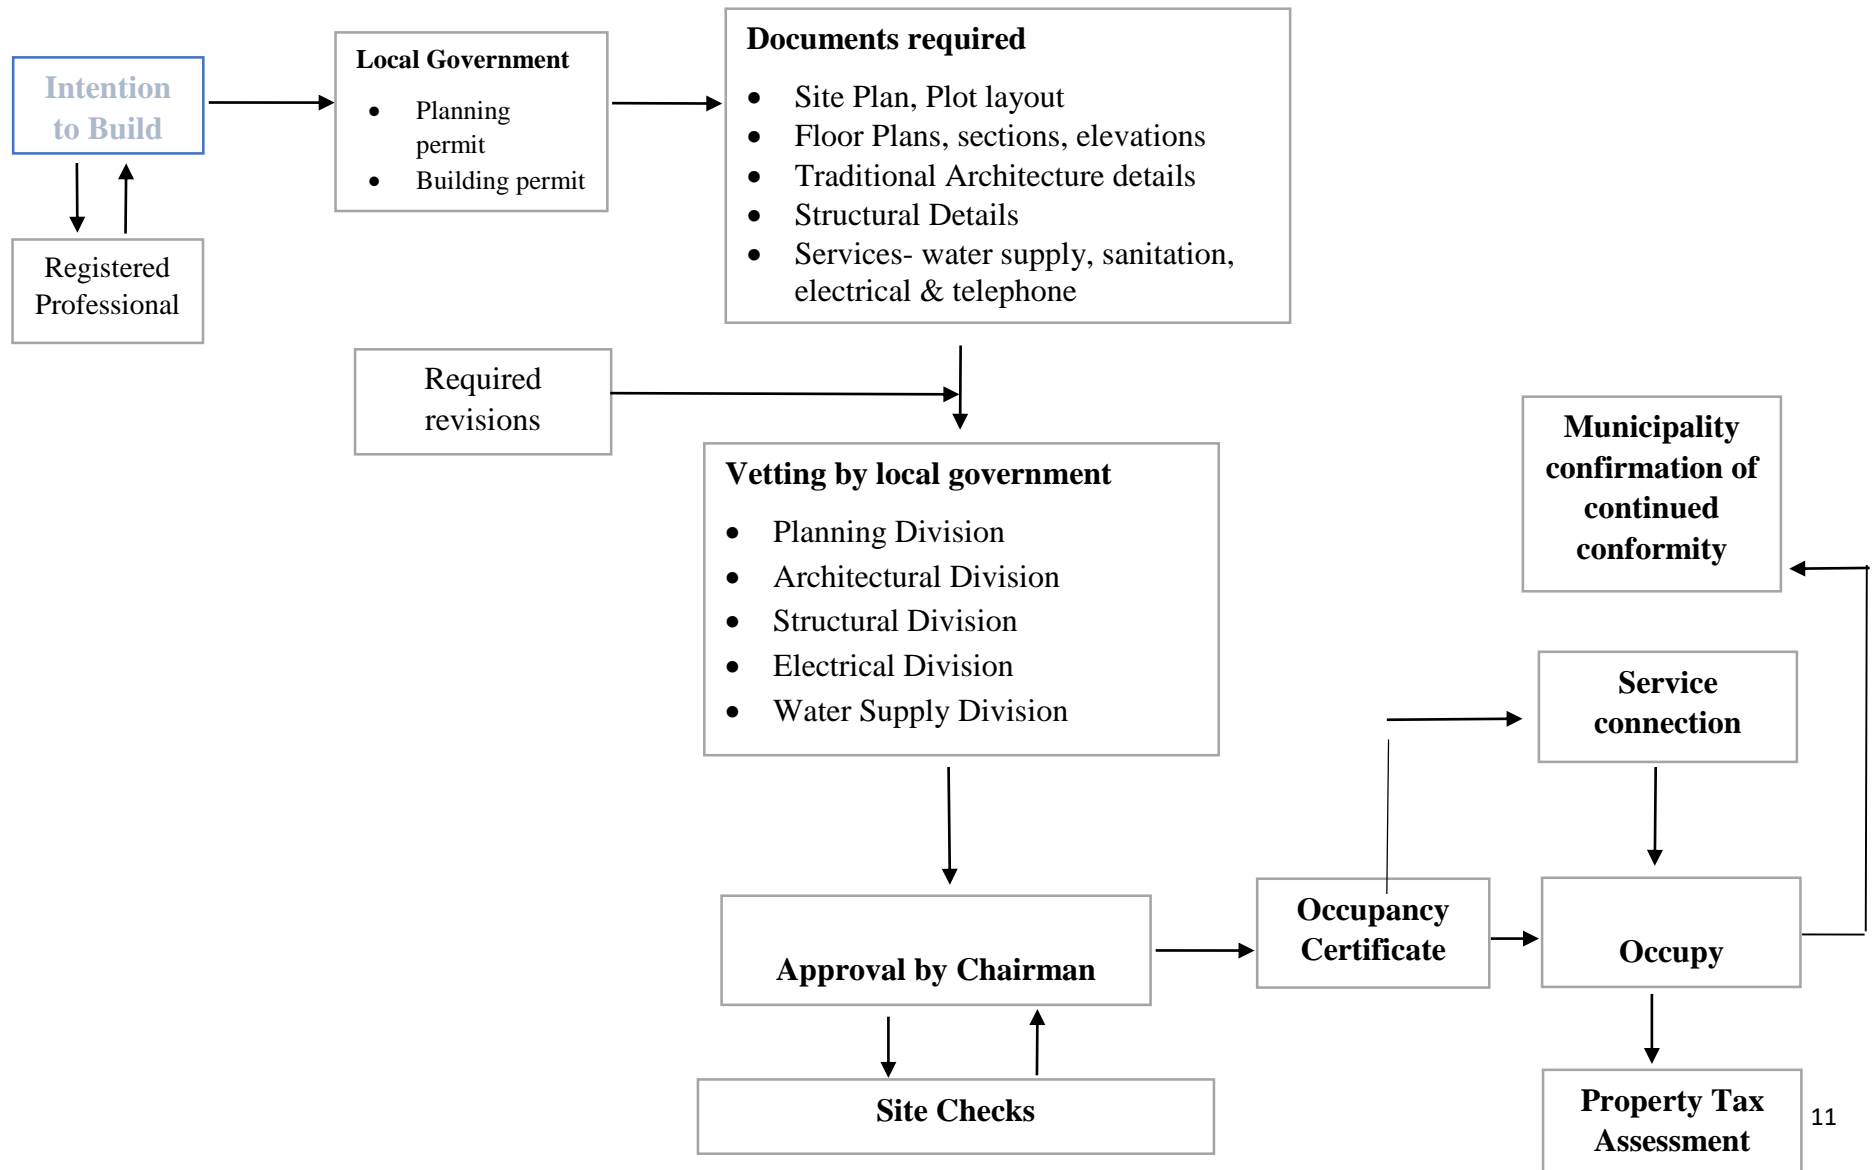 Intention
to Build
Registered
Professional
Local Government
• Planning
permit
• Building permit
Documents required
• Site Plan, Plot layout
• Floor Plans, sections, elevations
• Traditional Architecture details
• Structural Details
• Services- water supply, sanitation,
electrical & telephone
Required
revisions
Vetting by local government
• Planning Division
• Architectural Division
• Structural Division
• Electrical Division
• Water Supply Division
Municipality
confirmation of
continued
conformity
Service
connection
Approval by Chairman
Occupancy
Certificate
Occupy
Site Checks
Property Tax
Assessment
11